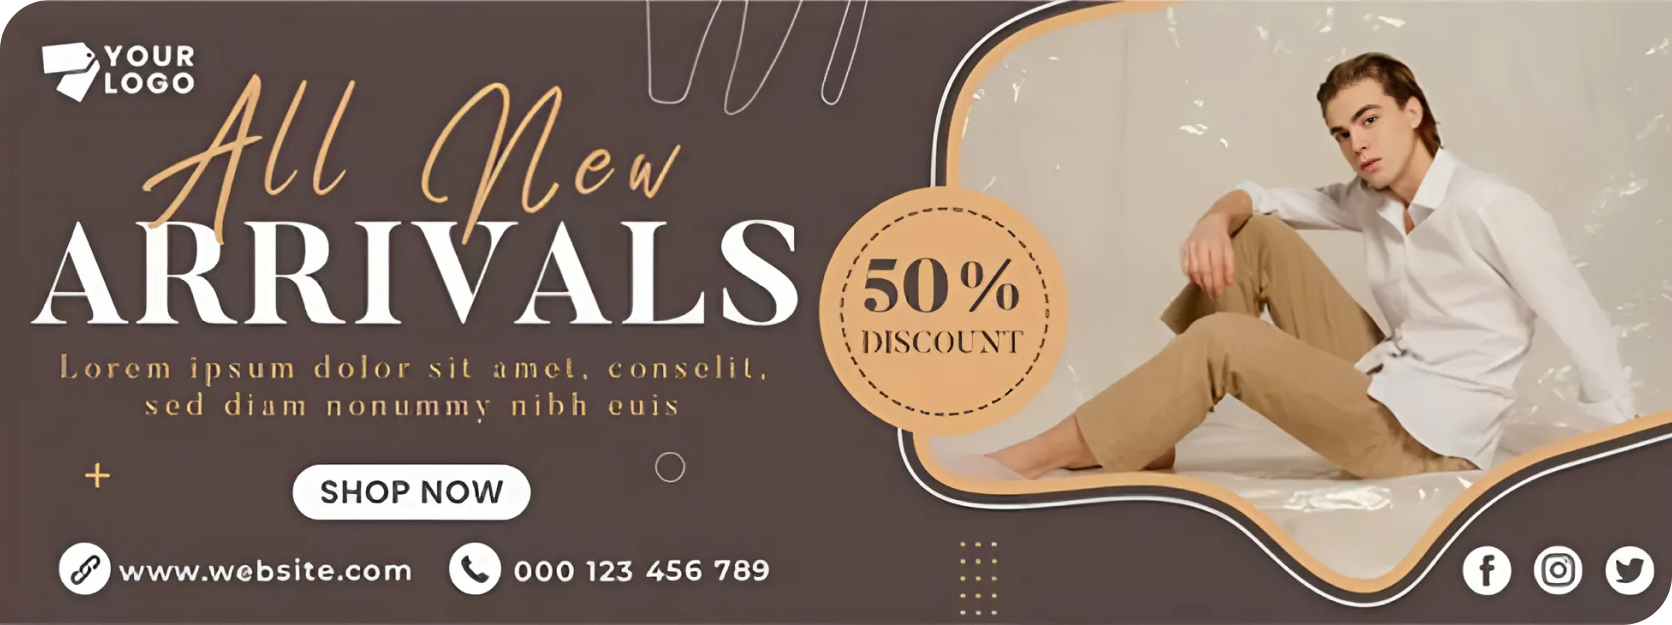 YOUR
LOGO
All New
ARRIVALS
Lorem ipsum dolor sit amet, conselit,
sed diam nonummy nibh euis
SHOP NOW
www.website.com
000 123 456 789
50%
DISCOUNT